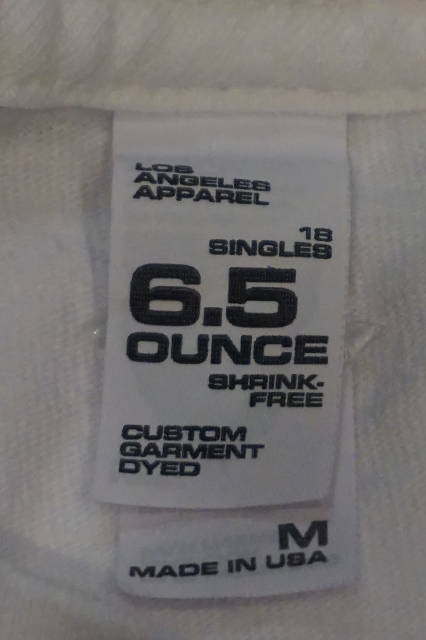 LOS
ANGELES
APPAREL
18
SINGLES
6.5
OUNCE
SHRINK-
FREE
CUSTOM
GARMENT
DYED
M
MADE IN USA